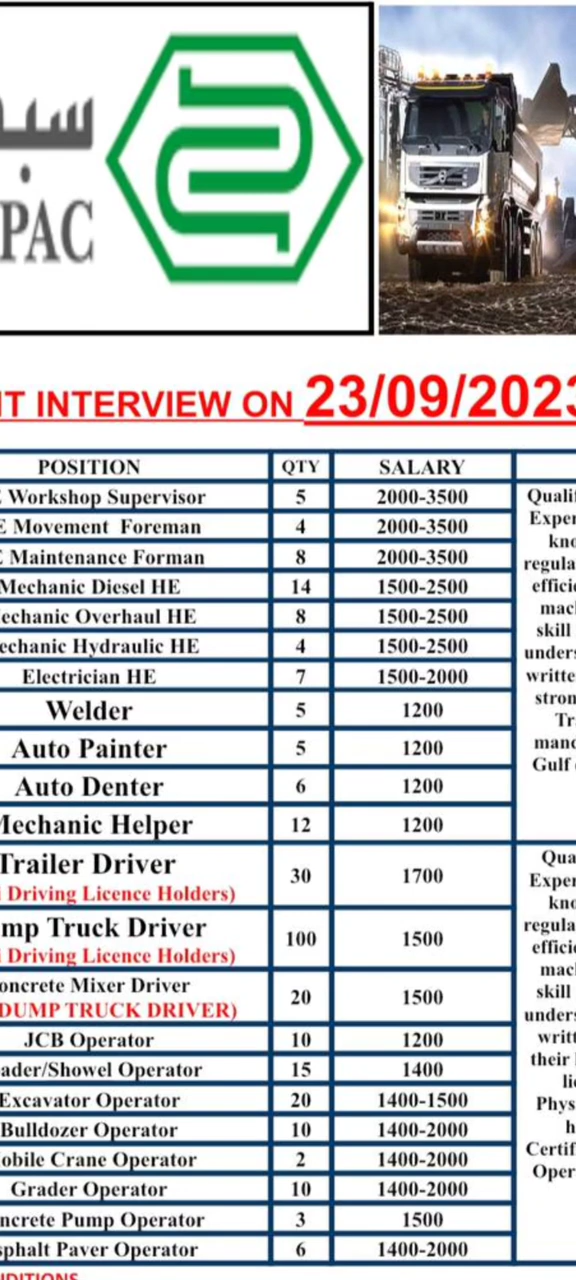 PAC
IT INTERVIEW ON 23/09/2023
POSITION QTY SALARY
E Workshop Supervisor 5 2000-3500
E Movement Foreman 4 2000-3500
E Maintenance Forman 8 2000-3500
Mechanic Diesel HE 14 1500-2500
echanic Overhaul HE 8 1500-2500
echanic Hydraulic HE 4 1500-2500
Electrician HE 7 1500-2000
Welder 5 1200
Auto Painter 5 1200
Auto Denter 6 1200
Mechanic Helper 12 1200
Qualif
Exper
kno
regula
efficie
mac
skill
unders
writte
stron
Tr
mand
Gulf
Trailer Driver 30 1700
i Driving Licence Holders)
mp Truck Driver 100 1500
i Driving Licence Holders)
oncrete Mixer Driver 20 1500
DUMP TRUCK DRIVER)
JCB Operator 10 1200
ader/Showel Operator 15 1400
Excavator Operator 20 1400-1500
Bulldozer Operator 10 1400-2000
obile Crane Operator 2 1400-2000
Grader Operator 10 1400-2000
ncrete Pump Operator 3 1500
sphalt Paver Operator 6 1400-2000
Qua
Exper
kno
regula
efficie
mac
skill
unders
writt
their
lic
Phys
h
Certif
Oper
NDITIONS